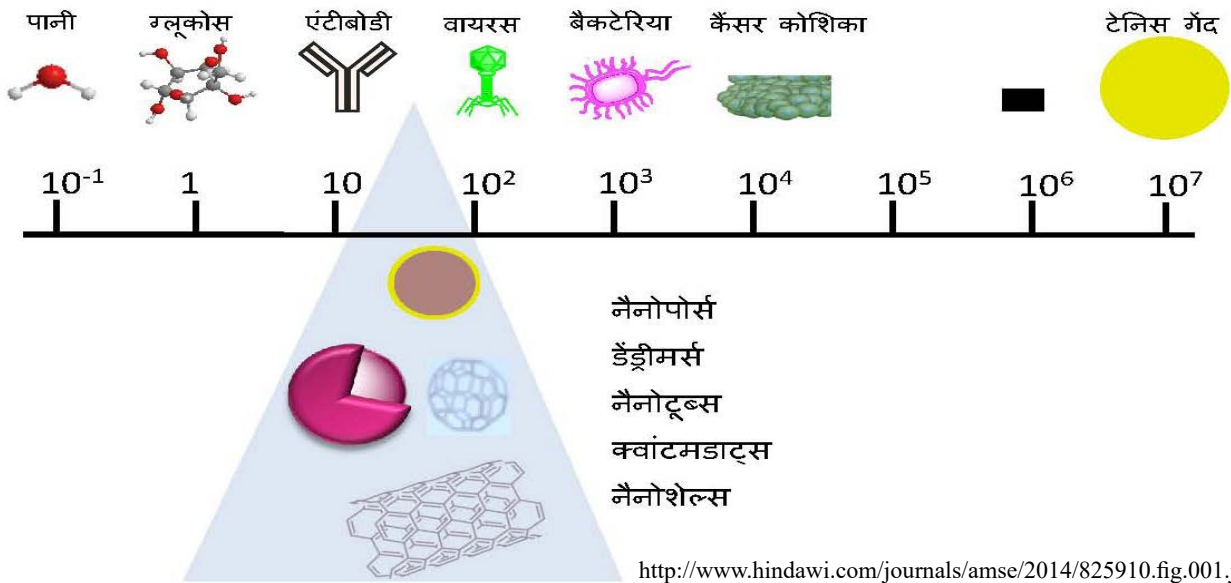 पानी ग्लूकोस एंटीबोडी वायरस बैकटेरिया कैंसर कोशिका टेनिस गेंद
10⁻¹ 1 10 10² 10³ 10⁴ 10⁵ 10⁶ 10⁷
नैनोपोर्स
डेंड्रीमर्स
नैनोटूब्स
क्वांटमडाट्स
नैनोशेल्स
http://www.hindawi.com/journals/amse/2014/825910.fig.001.